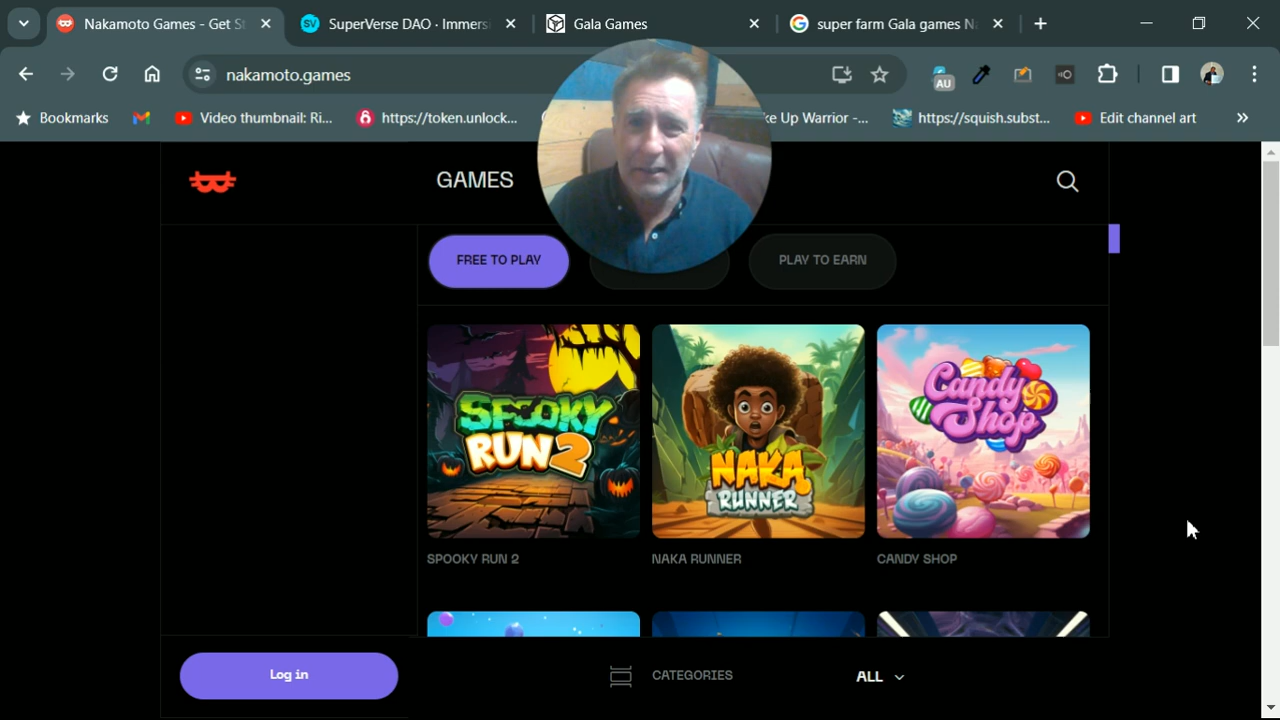 Nakamoto Games - Get St
SuperVerse DAO · Immersi
Gala Games
super farm Gala games Na
nakamoto.games
AU
Bookmarks
Video thumbnail: Ri...
https://token.unlock...
ke Up Warrior -...
https://squish.subst...
Edit channel art
GAMES
FREE TO PLAY
PLAY TO EARN
SPOOKY RUN 2
NAKA RUNNER
Candy Shop
SPOOKY RUN 2
NAKA RUNNER
CANDY SHOP
Log in
CATEGORIES
ALL